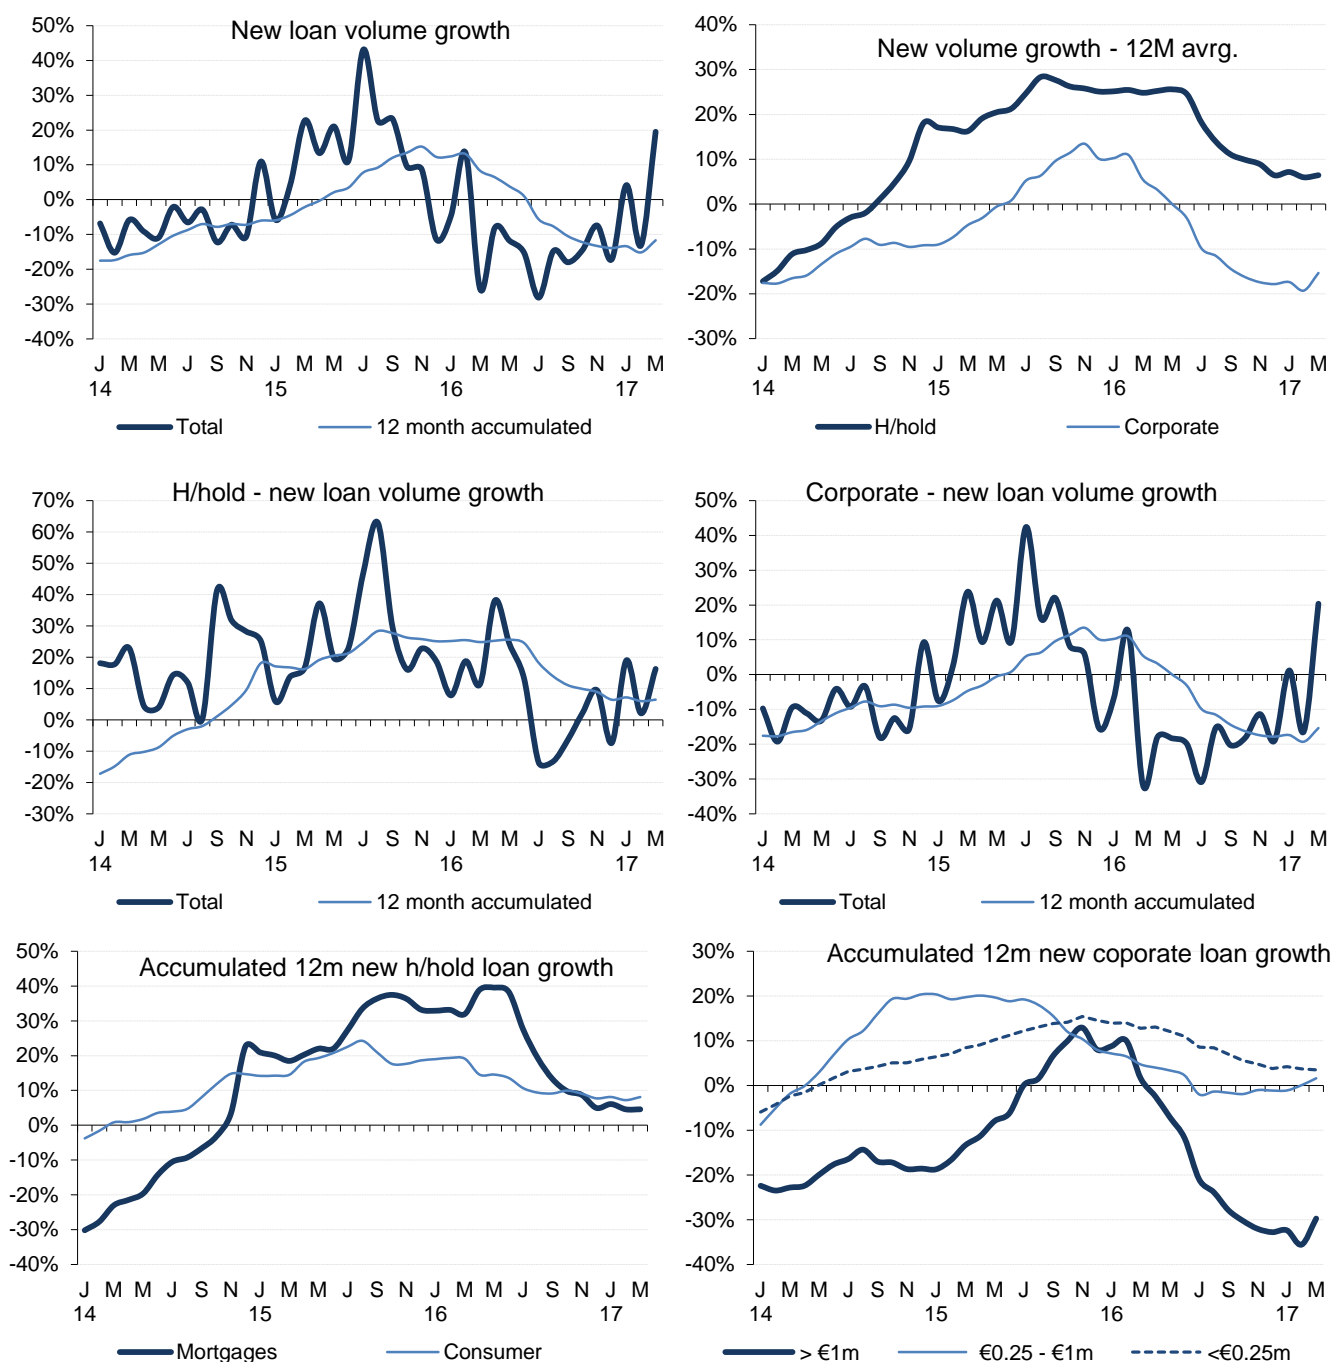 New loan volume growth
50%
40%
30%
20%
10%
0%
-10%
-20%
-30%
-40%
J M M J S N J M M J S N J M M J S N J M
14 15 16 17
Total 12 month accumulated
New volume growth - 12M avrg.
40%
30%
20%
10%
0%
-10%
-20%
-30%
J M M J S N J M M J S N J M M J S N J M
14 15 16 17
H/hold Corporate
H/hold - new loan volume growth
70%
60%
50%
40%
30%
20%
10%
0%
-10%
-20%
-30%
J M M J S N J M M J S N J M M J S N J M
14 15 16 17
Total 12 month accumulated
Corporate - new loan volume growth
50%
40%
30%
20%
10%
0%
-10%
-20%
-30%
-40%
J M M J S N J M M J S N J M M J S N J M
14 15 16 17
Total 12 month accumulated
Accumulated 12m new h/hold loan growth
50%
40%
30%
20%
10%
0%
-10%
-20%
-30%
-40%
J M M J S N J M M J S N J M M J S N J M
14 15 16 17
Mortgages Consumer
Accumulated 12m new coporate loan growth
30%
20%
10%
0%
-10%
-20%
-30%
-40%
J M M J S N J M M J S N J M M J S N J M
14 15 16 17
> €1m €0.25 - €1m <€0.25m